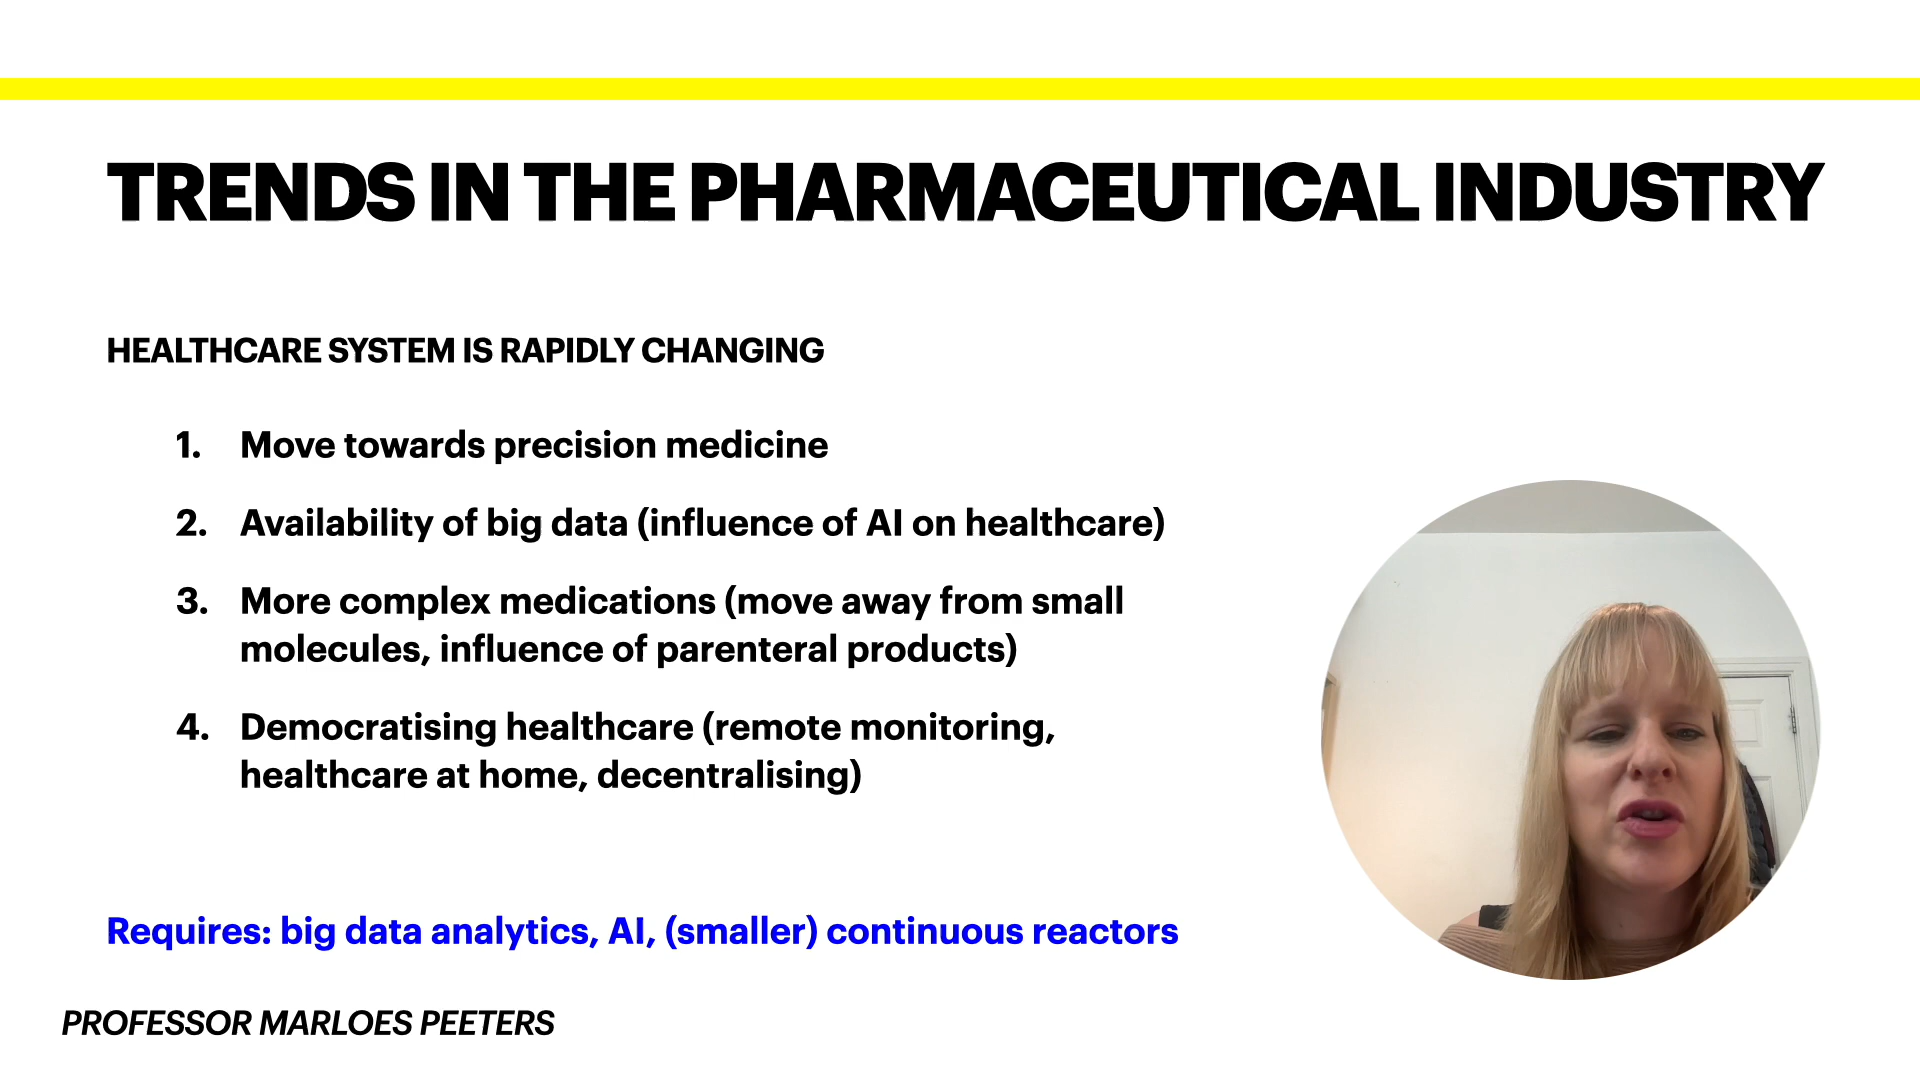 TRENDS IN THE PHARMACEUTICAL INDUSTRY
HEALTHCARE SYSTEM IS RAPIDLY CHANGING
1. Move towards precision medicine
2. Availability of big data (influence of AI on healthcare)
3. More complex medications (move away from small
molecules, influence of parenteral products)
4. Democratising healthcare (remote monitoring,
healthcare at home, decentralising)
Requires: big data analytics, AI, (smaller) continuous reactors
PROFESSOR MARLOES PEETERS